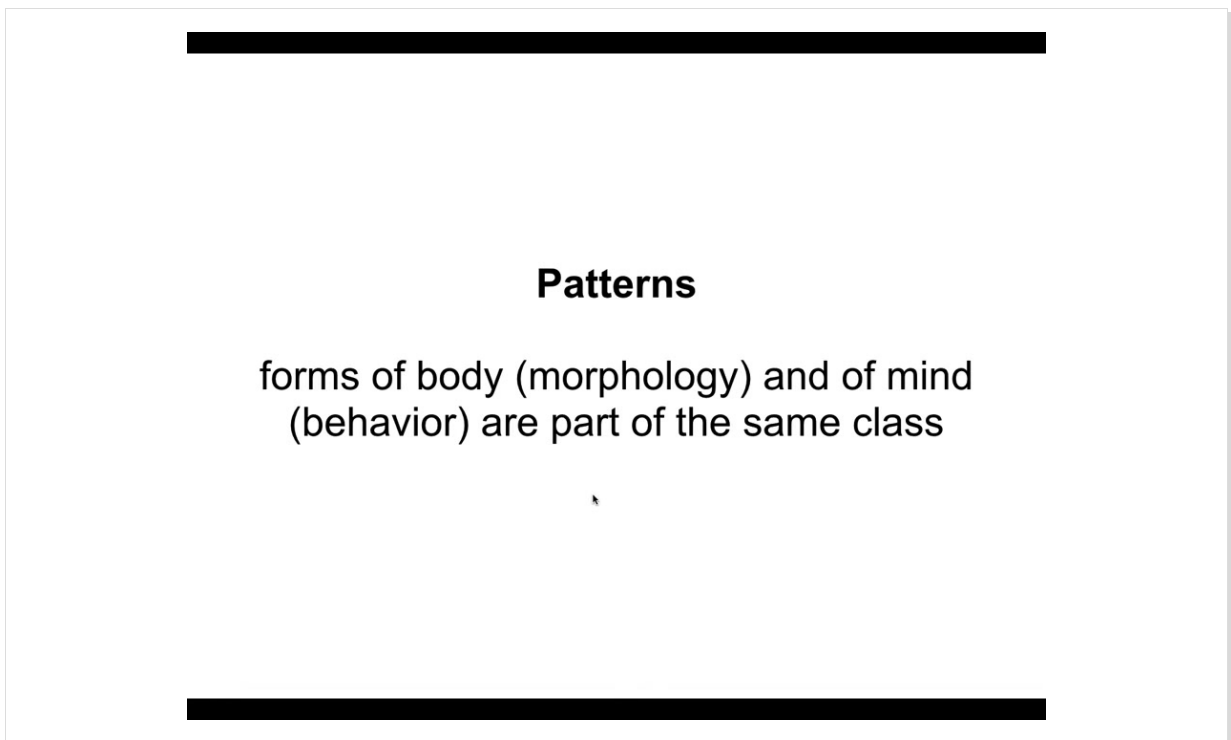 Patterns
forms of body (morphology) and of mind
(behavior) are part of the same class